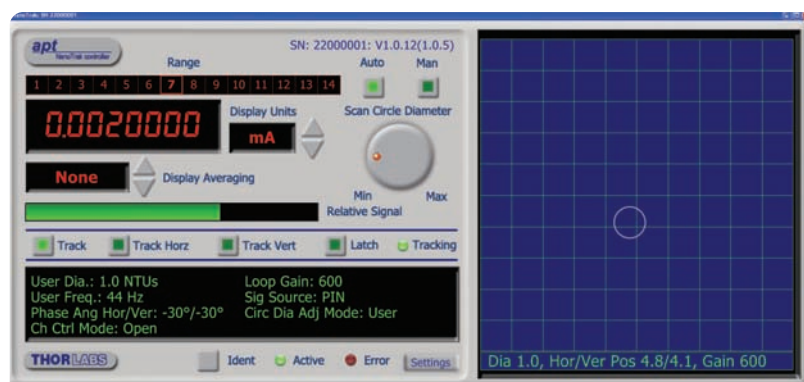 NanoTrak: SN 22000001
apt
NanoTrak controller
SN: 22000001: V1.0.12(1.0.5)
Range
Auto Man
1 2 3 4 5 6 7 8 9 10 11 12 13 14
0.0020000
Display Units
mA
Scan Circle Diameter
None
Display Averaging
Min Max
Relative Signal
Track Track Horz Track Vert Latch Tracking
User Dia.: 1.0 NTUs Loop Gain: 600
User Freq.: 44 Hz Sig Source: PIN
Phase Ang Hor/Ver: -30°/-30° Circ Dia Adj Mode: User
Ch Ctrl Mode: Open
THORLABS Ident Active Error Settings
Dia 1.0, Hor/Ver Pos 4.8/4.1, Gain 600